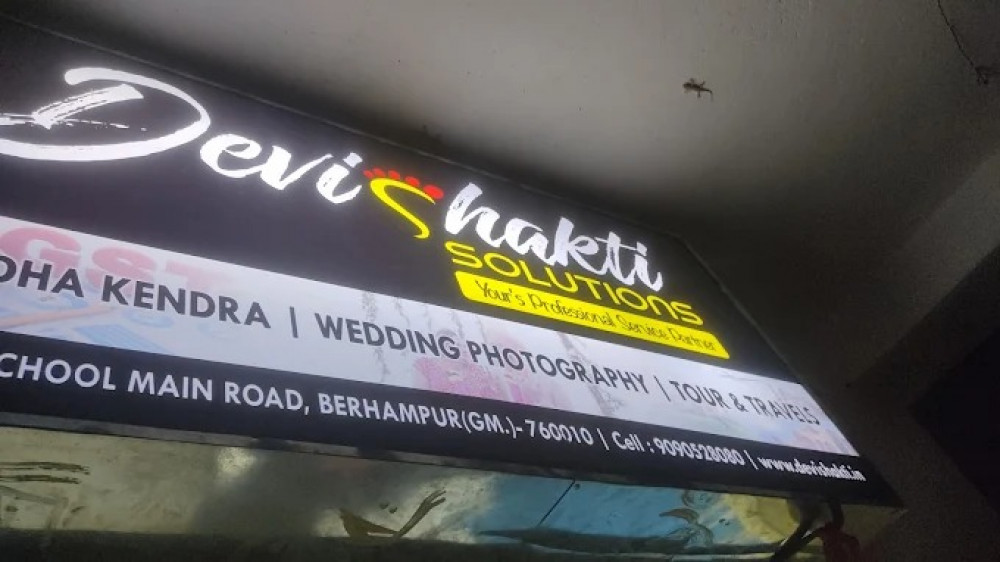 Devi Shakti
SOLUTIONS
Your's Professional Service Partner
GST
DHA KENDRA | WEDDING PHOTOGRAPHY | TOUR & TRAVELS
CHOOL MAIN ROAD, BERHAMPUR(GM.)-760010 | Cell : 9090528080 | www.devishakti.in